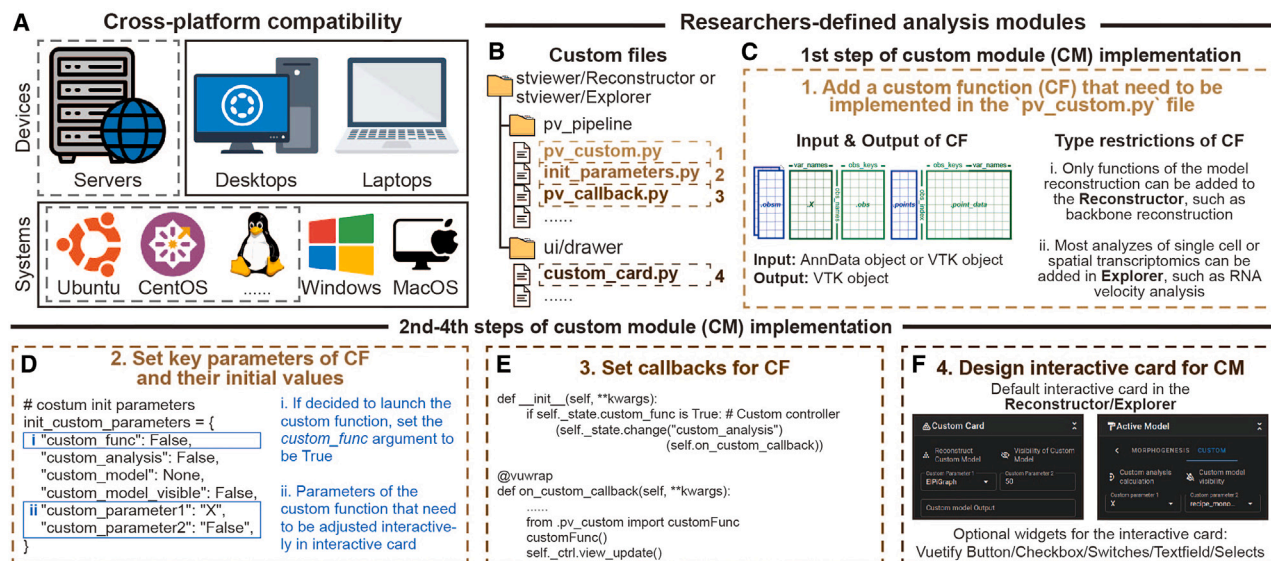 A
Cross-platform compatibility
Devices
Servers
Desktops
Laptops
Systems
Ubuntu
CentOS
......
Windows
MacOS
Researchers-defined analysis modules
B
Custom files
stviewer/Reconstructor or
stviewer/Explorer
pv_pipeline
pv_custom.py 1
init_parameters.py 2
pv_callback.py 3
......
ui/drawer
custom_card.py 4
......
C
1st step of custom module (CM) implementation
1. Add a custom function (CF) that need to be
implemented in the `pv_custom.py` file
Input & Output of CF
var_names
obs_keys
obs_keys
var_names
.obsm
.X
obs_names
.obs
.points
obs_index
.point_data
Input: AnnData object or VTK object
Output: VTK object
Type restrictions of CF
i. Only functions of the model
reconstruction can be added to
the Reconstructor, such as
backbone reconstruction
ii. Most analyzes of single cell or
spatial transcriptomics can be
added in Explorer, such as RNA
velocity analysis
2nd-4th steps of custom module (CM) implementation
D
2. Set key parameters of CF
and their initial values
# costum init parameters
init_custom_parameters = {
i "custom_func": False,
"custom_analysis": False,
"custom_model": None,
"custom_model_visible": False,
ii "custom_parameter1": "X",
"custom_parameter2": "False",
}
i. If decided to launch the
custom function, set the
custom_func argument to
be True
ii. Parameters of the
custom function that need
to be adjusted interactive-
ly in interactive card
E
3. Set callbacks for CF
def __init__(self, **kwargs):
if self._state.custom_func is True: # Custom controller
(self._state.change("custom_analysis")
(self.on_custom_callback))
@vuwrap
def on_custom_callback(self, **kwargs):
......
from .pv_custom import customFunc
customFunc()
self._ctrl.view_update()
F
4. Design interactive card for CM
Default interactive card in the
Reconstructor/Explorer
Custom Card
Reconstruct
Custom Model
Visibility of Custom
Model
Custom Parameter 1
ElPiGraph
Custom Parameter 2
50
Custom model Output
Active Model
MORPHOGENESIS
CUSTOM
Custom analysis
calculation
Custom model
visibility
Custom parameter 1
X
Custom parameter 2
recipe_mono...
Optional widgets for the interactive card:
Vuetify Button/Checkbox/Switches/Textfield/Selects